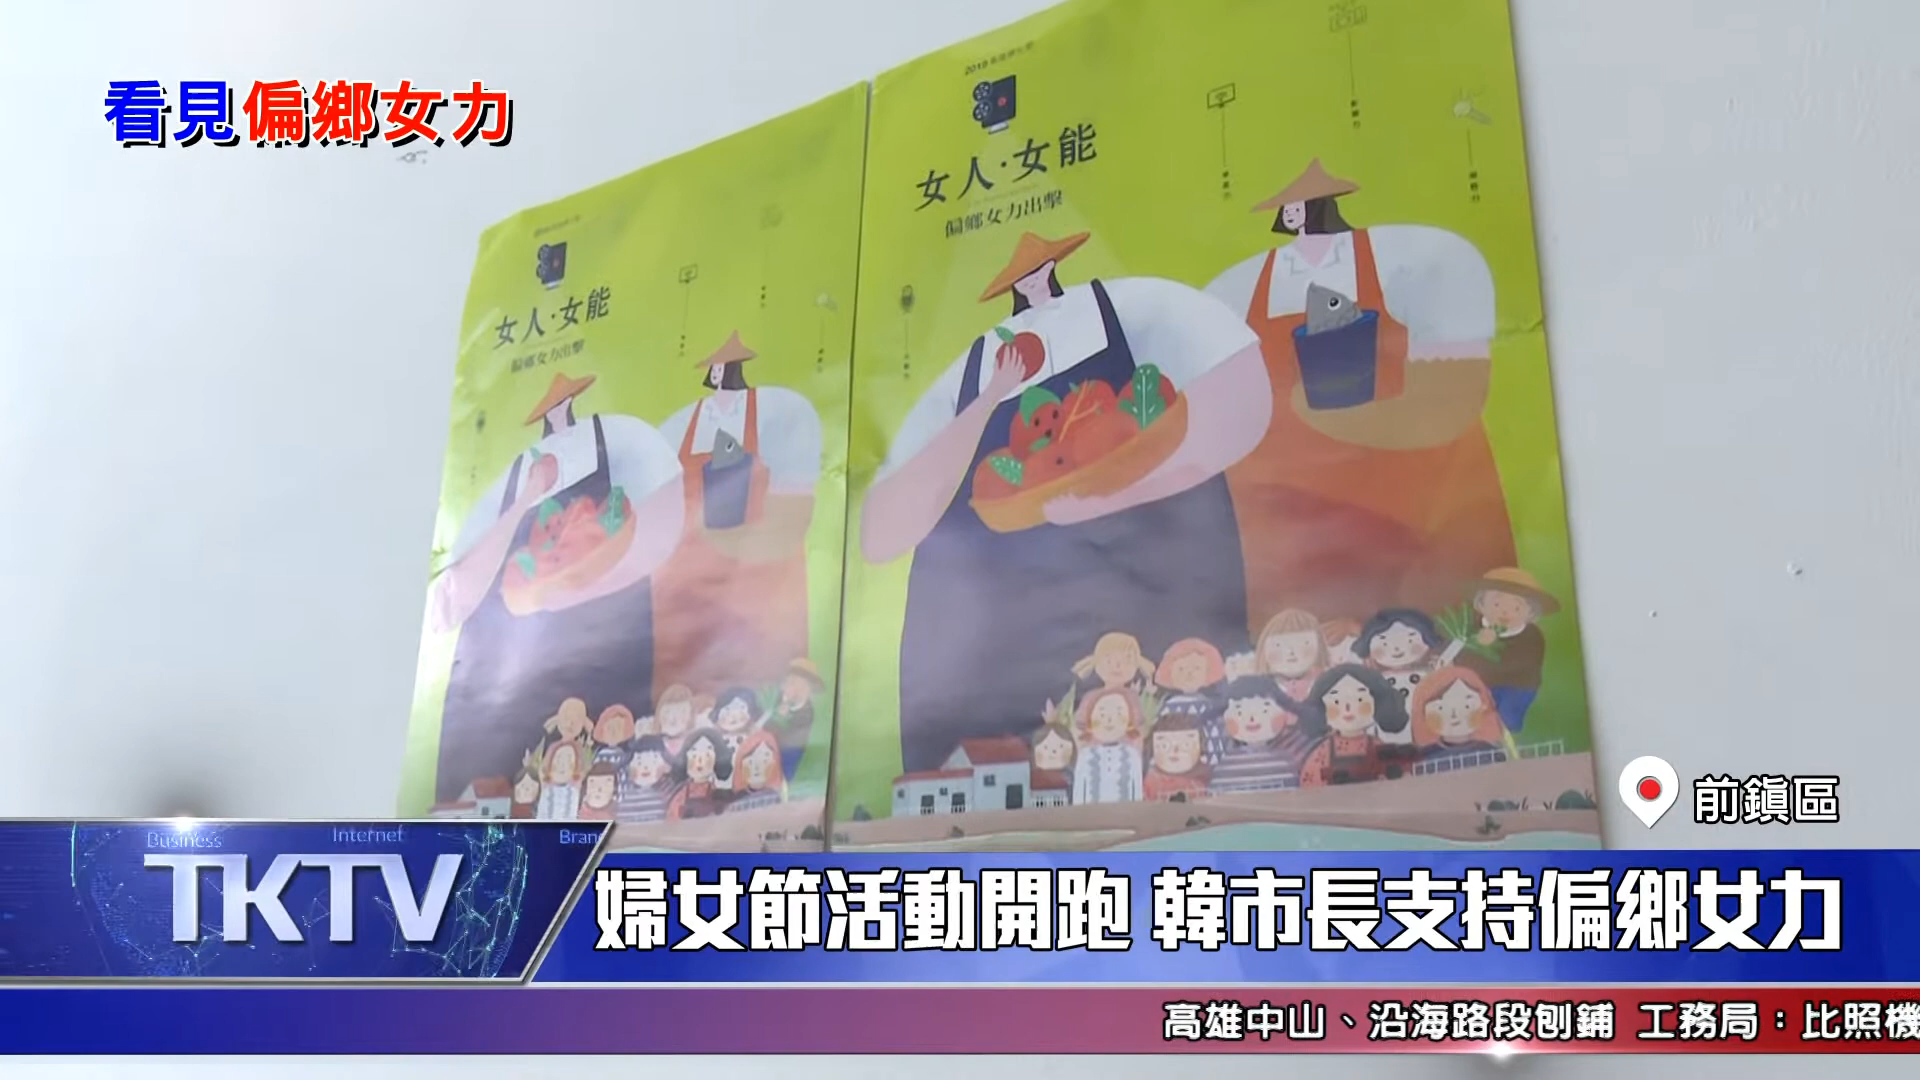 看見偏鄉女力
2019
女人·女能
偏鄉女力出擊
女人·女能
偏鄉女力出擊
前鎮區
Business Internet Bran
TKTV
婦女節活動開跑 韓市長支持偏鄉女力
高雄中山、沿海路段刨鋪 工務局：比照機